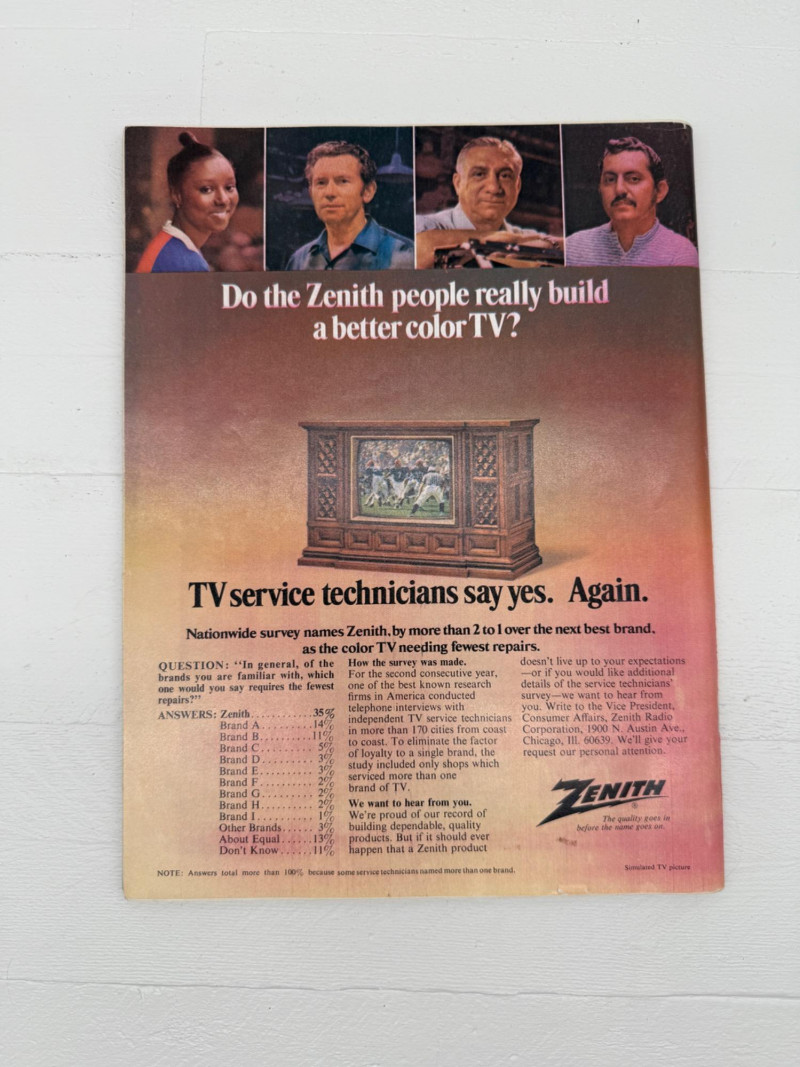 Do the Zenith people really build
a better color TV?
TV service technicians say yes. Again.
Nationwide survey names Zenith, by more than 2 to 1 over the next best brand,
as the color TV needing fewest repairs.
QUESTION: "In general, of the
brands you are familiar with, which
one would you say requires the fewest
repairs?"
ANSWERS: Zenith............35%
Brand A..........14%
Brand B..........11%
Brand C......... 5%
Brand D......... 3%
Brand E.......... 3%
Brand F.......... 2%
Brand G......... 2%
Brand H......... 2%
Brand I.......... 1%
Other Brands...... 3%
About Equal......13%
Don't Know......11%
How the survey was made.
For the second consecutive year,
one of the best known research
firms in America conducted
telephone interviews with
independent TV service technicians
in more than 170 cities from coast
to coast. To eliminate the factor
of loyalty to a single brand, the
study included only shops which
serviced more than one
brand of TV.
We want to hear from you.
We're proud of our record of
building dependable, quality
products. But if it should ever
happen that a Zenith product
doesn't live up to your expectations
—or if you would like additional
details of the service technicians'
survey—we want to hear from
you. Write to the Vice President,
Consumer Affairs, Zenith Radio
Corporation, 1900 N. Austin Ave.,
Chicago, Ill. 60639. We'll give your
request our personal attention.
ZENITH
The quality goes in
before the name goes on.
NOTE: Answers total more than 100% because some service technicians named more than one brand.
Simulated TV picture